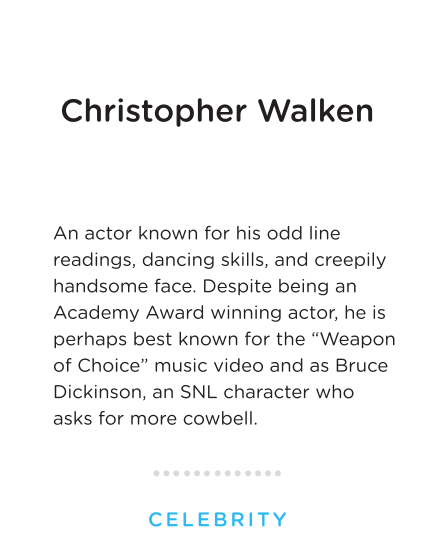 Christopher Walken
An actor known for his odd line
readings, dancing skills, and creepily
handsome face. Despite being an
Academy Award winning actor, he is
perhaps best known for the “Weapon
of Choice” music video and as Bruce
Dickinson, an SNL character who
asks for more cowbell.
CELEBRITY